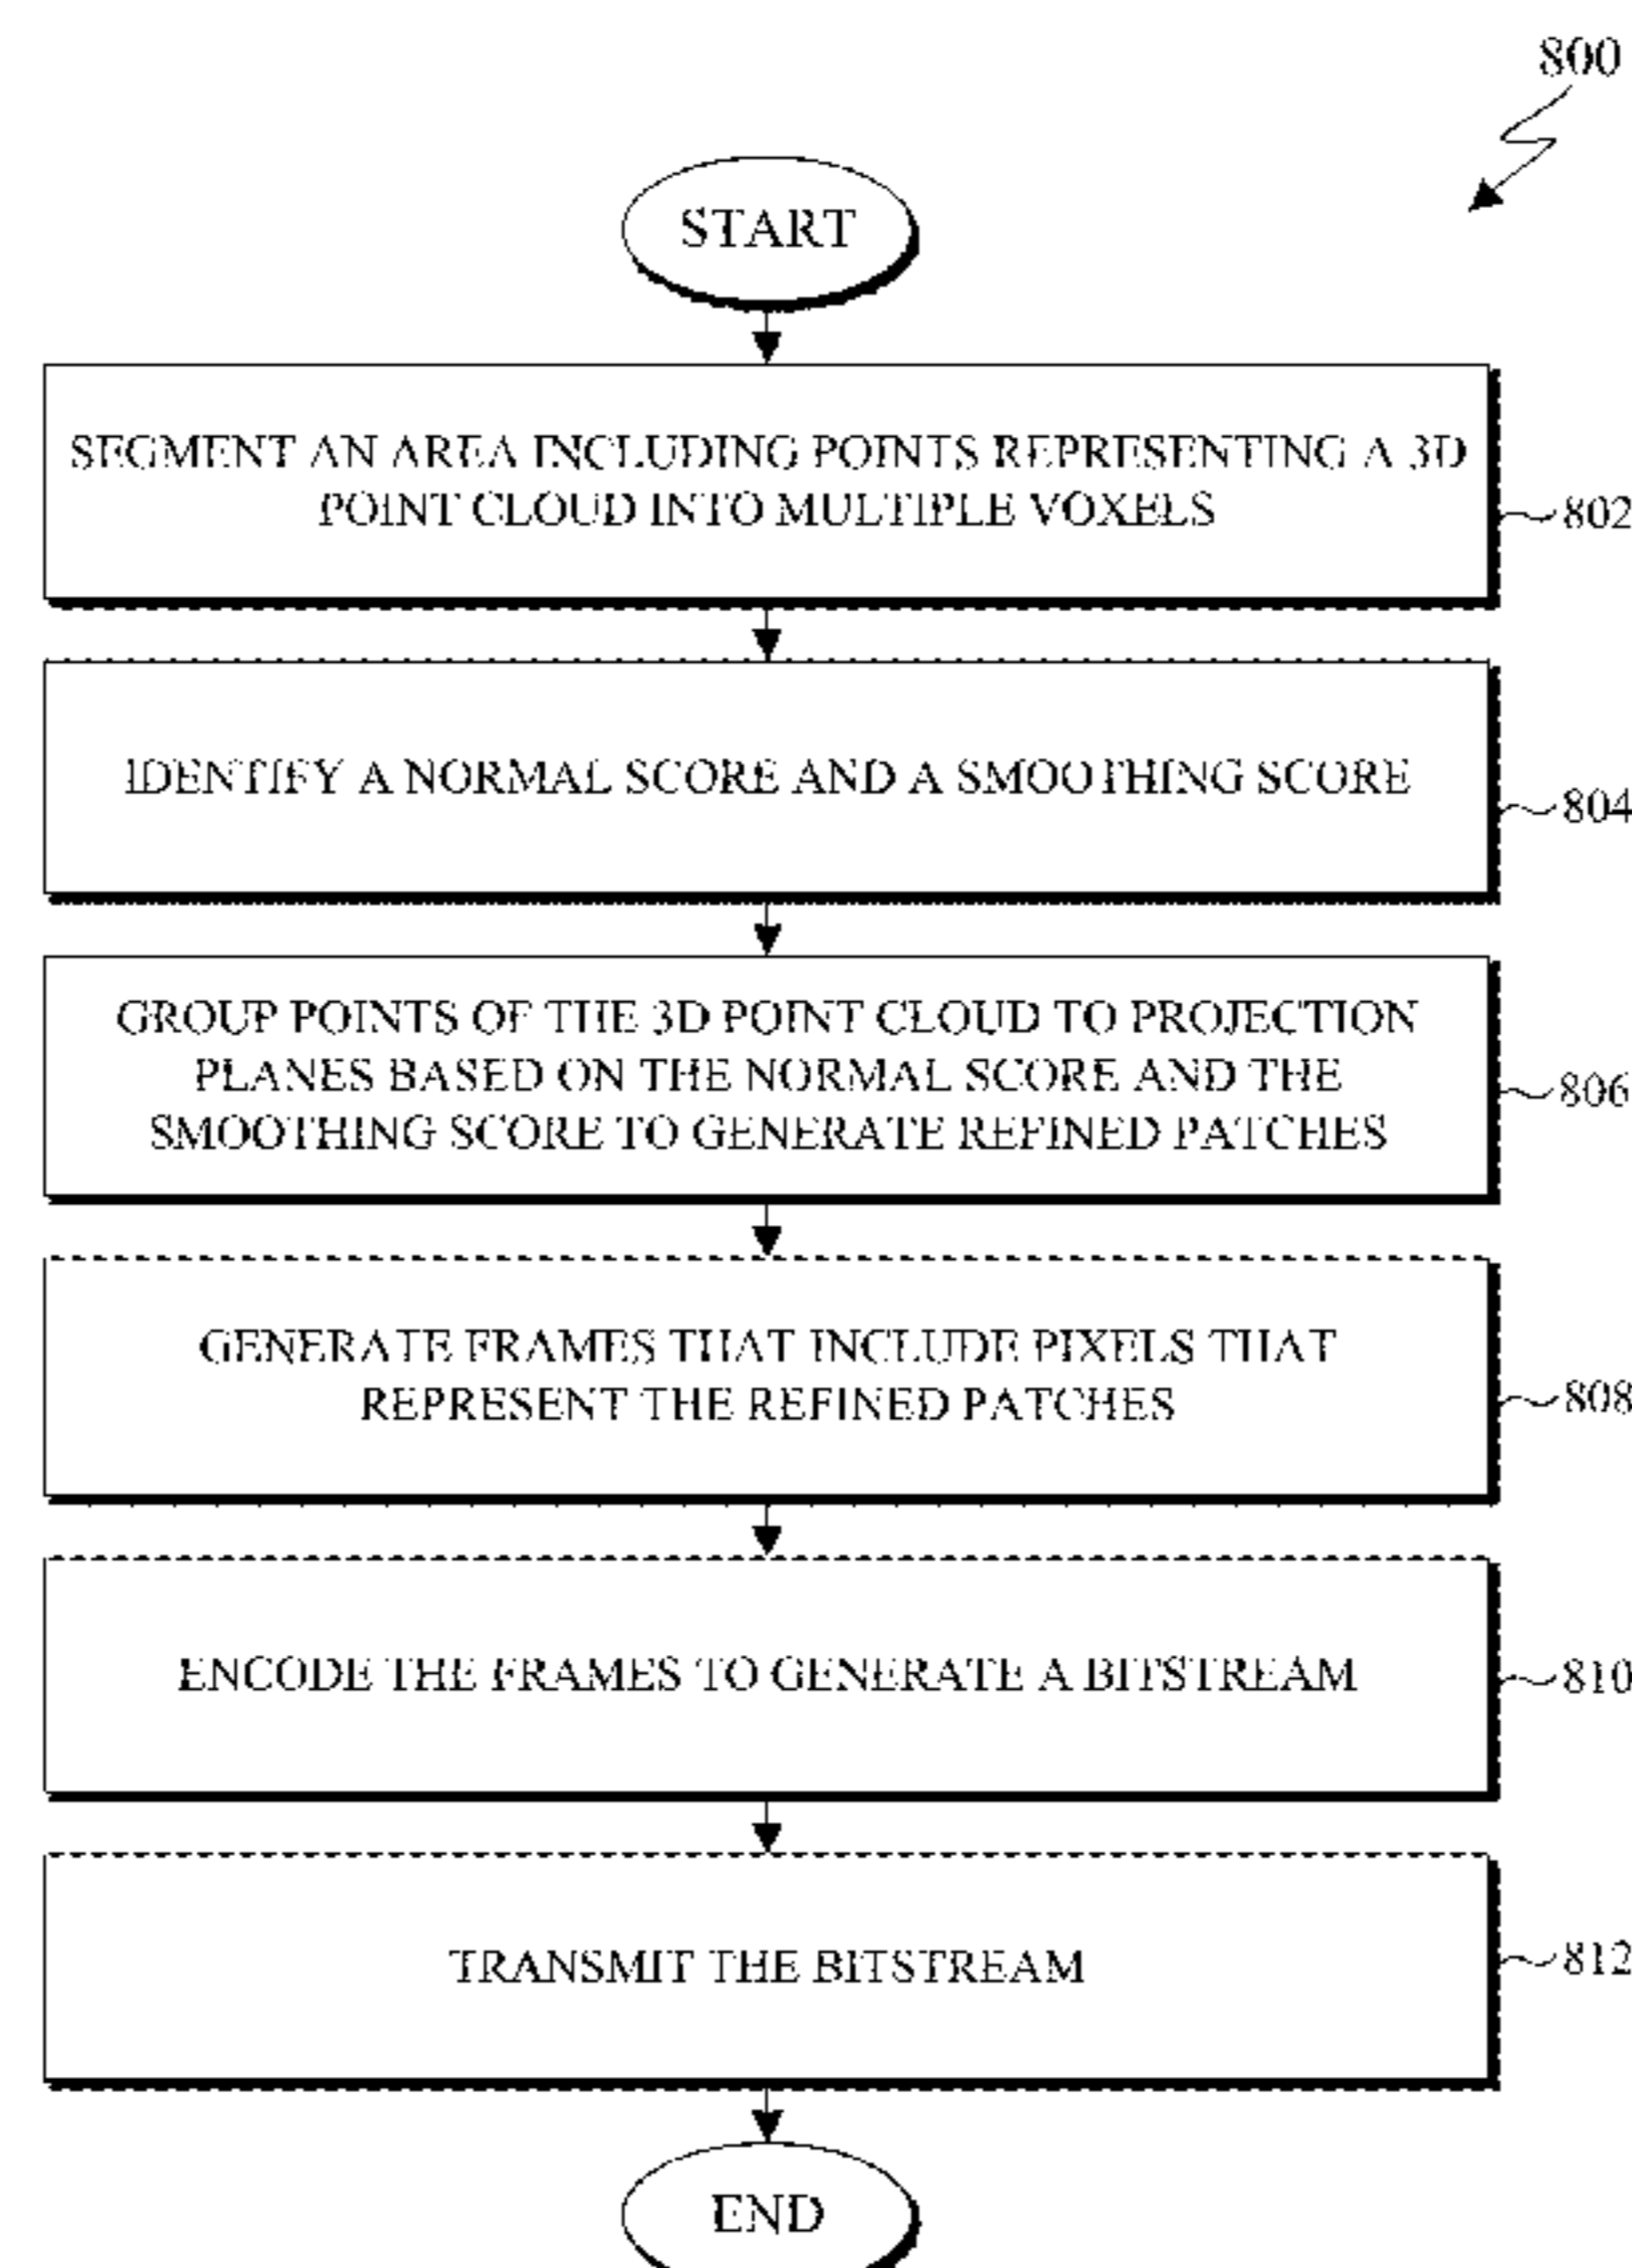 800
START
SEGMENT AN AREA INCLUDING POINTS REPRESENTING A 3D
POINT CLOUD INTO MULTIPLE VOXELS
802
IDENTIFY A NORMAL SCORE AND A SMOOTHING SCORE
804
GROUP POINTS OF THE 3D POINT CLOUD TO PROJECTION
PLANES BASED ON THE NORMAL SCORE AND THE
SMOOTHING SCORE TO GENERATE REFINED PATCHES
806
GENERATE FRAMES THAT INCLUDE PIXELS THAT
REPRESENT THE REFINED PATCHES
808
ENCODE THE FRAMES TO GENERATE A BITSTREAM
810
TRANSMIT THE BITSTREAM
812
END